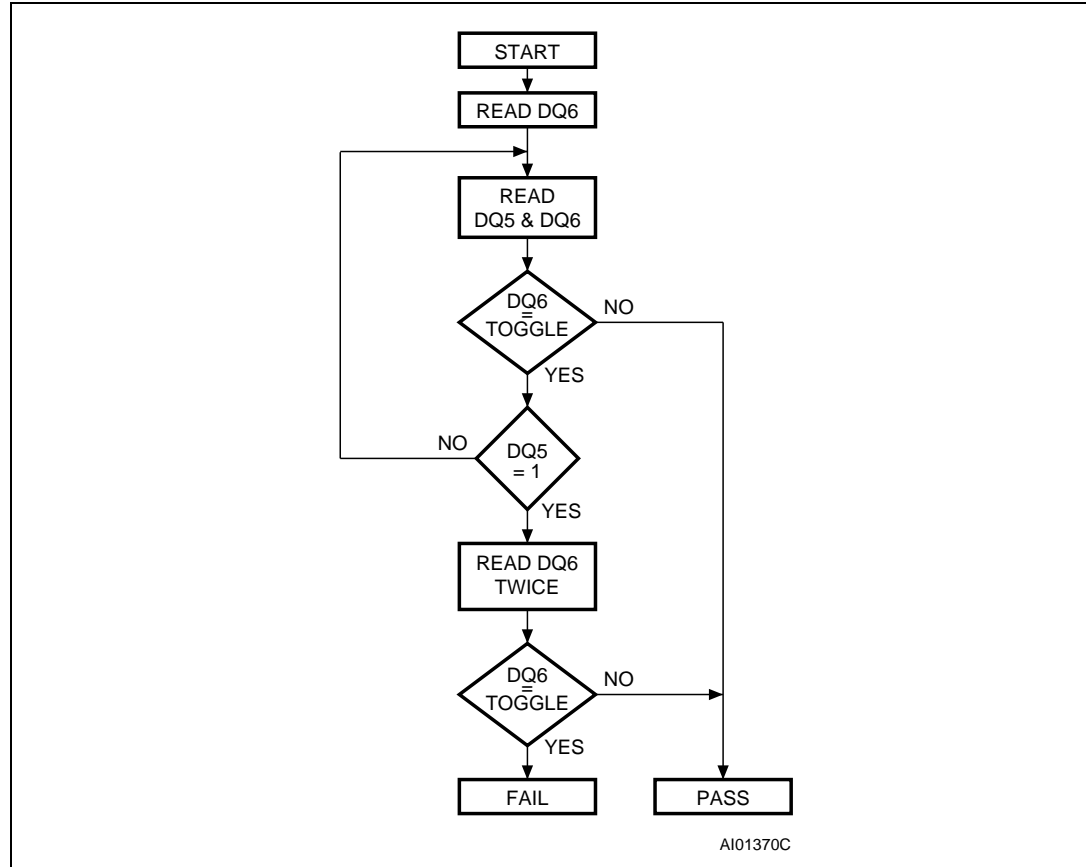 START
READ DQ6
READ
DQ5 & DQ6
DQ6
=
TOGGLE
NO
YES
NO
DQ5
= 1
YES
READ DQ6
TWICE
DQ6
=
TOGGLE
NO
YES
FAIL
PASS
AI01370C